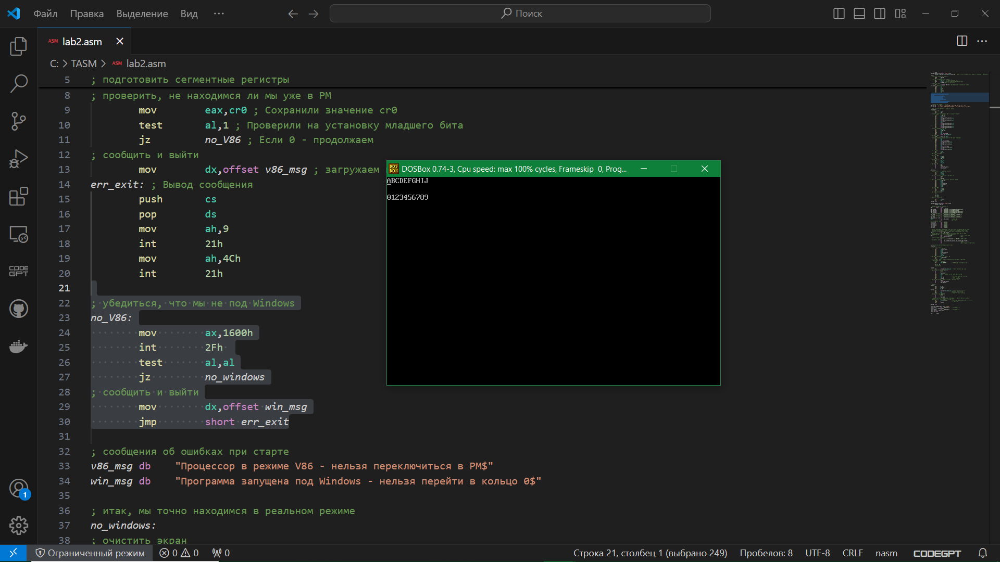 Файл Правка Выделение Вид ··· Поиск
ASM lab2.asm
C: > TASM > ASM lab2.asm
5 ; подготовить сегментные регистры
8 ; проверить, не находимся ли мы уже в PM
9 mov eax,cr0 ; Сохранили значение cr0
10 test al,1 ; Проверили на установку младшего бита
11 jz no_V86 ; Если 0 - продолжаем
12 ; сообщить и выйти
13 mov dx,offset v86_msg ; загружаем
14 err_exit: ; Вывод сообщения
15 push cs
16 pop ds
17 mov ah,9
18 int 21h
19 mov ah,4Ch
20 int 21h
21
22 ; убедиться, что мы не под Windows
23 no_V86:
24 mov ax,1600h
25 int 2Fh
26 test al,al
27 jz no_windows
28 ; сообщить и выйти
29 mov dx,offset win_msg
30 jmp short err_exit
31
32 ; сообщения об ошибках при старте
33 v86_msg db "Процессор в режиме V86 - нельзя переключиться в PM$"
34 win_msg db "Программа запущена под Windows - нельзя перейти в кольцо 0$"
35
36 ; итак, мы точно находимся в реальном режиме
37 no_windows:
38 ; очистить экран
DOSBox 0.74-3, Cpu speed: max 100% cycles, Frameskip 0, Prog...
ABCDEFGHIJ
0123456789
CODE
GPT
1
Ограниченный режим 0 0 0 Строка 21, столбец 1 (выбрано 249) Пробелов: 8 UTF-8 CRLF nasm CODEGPT